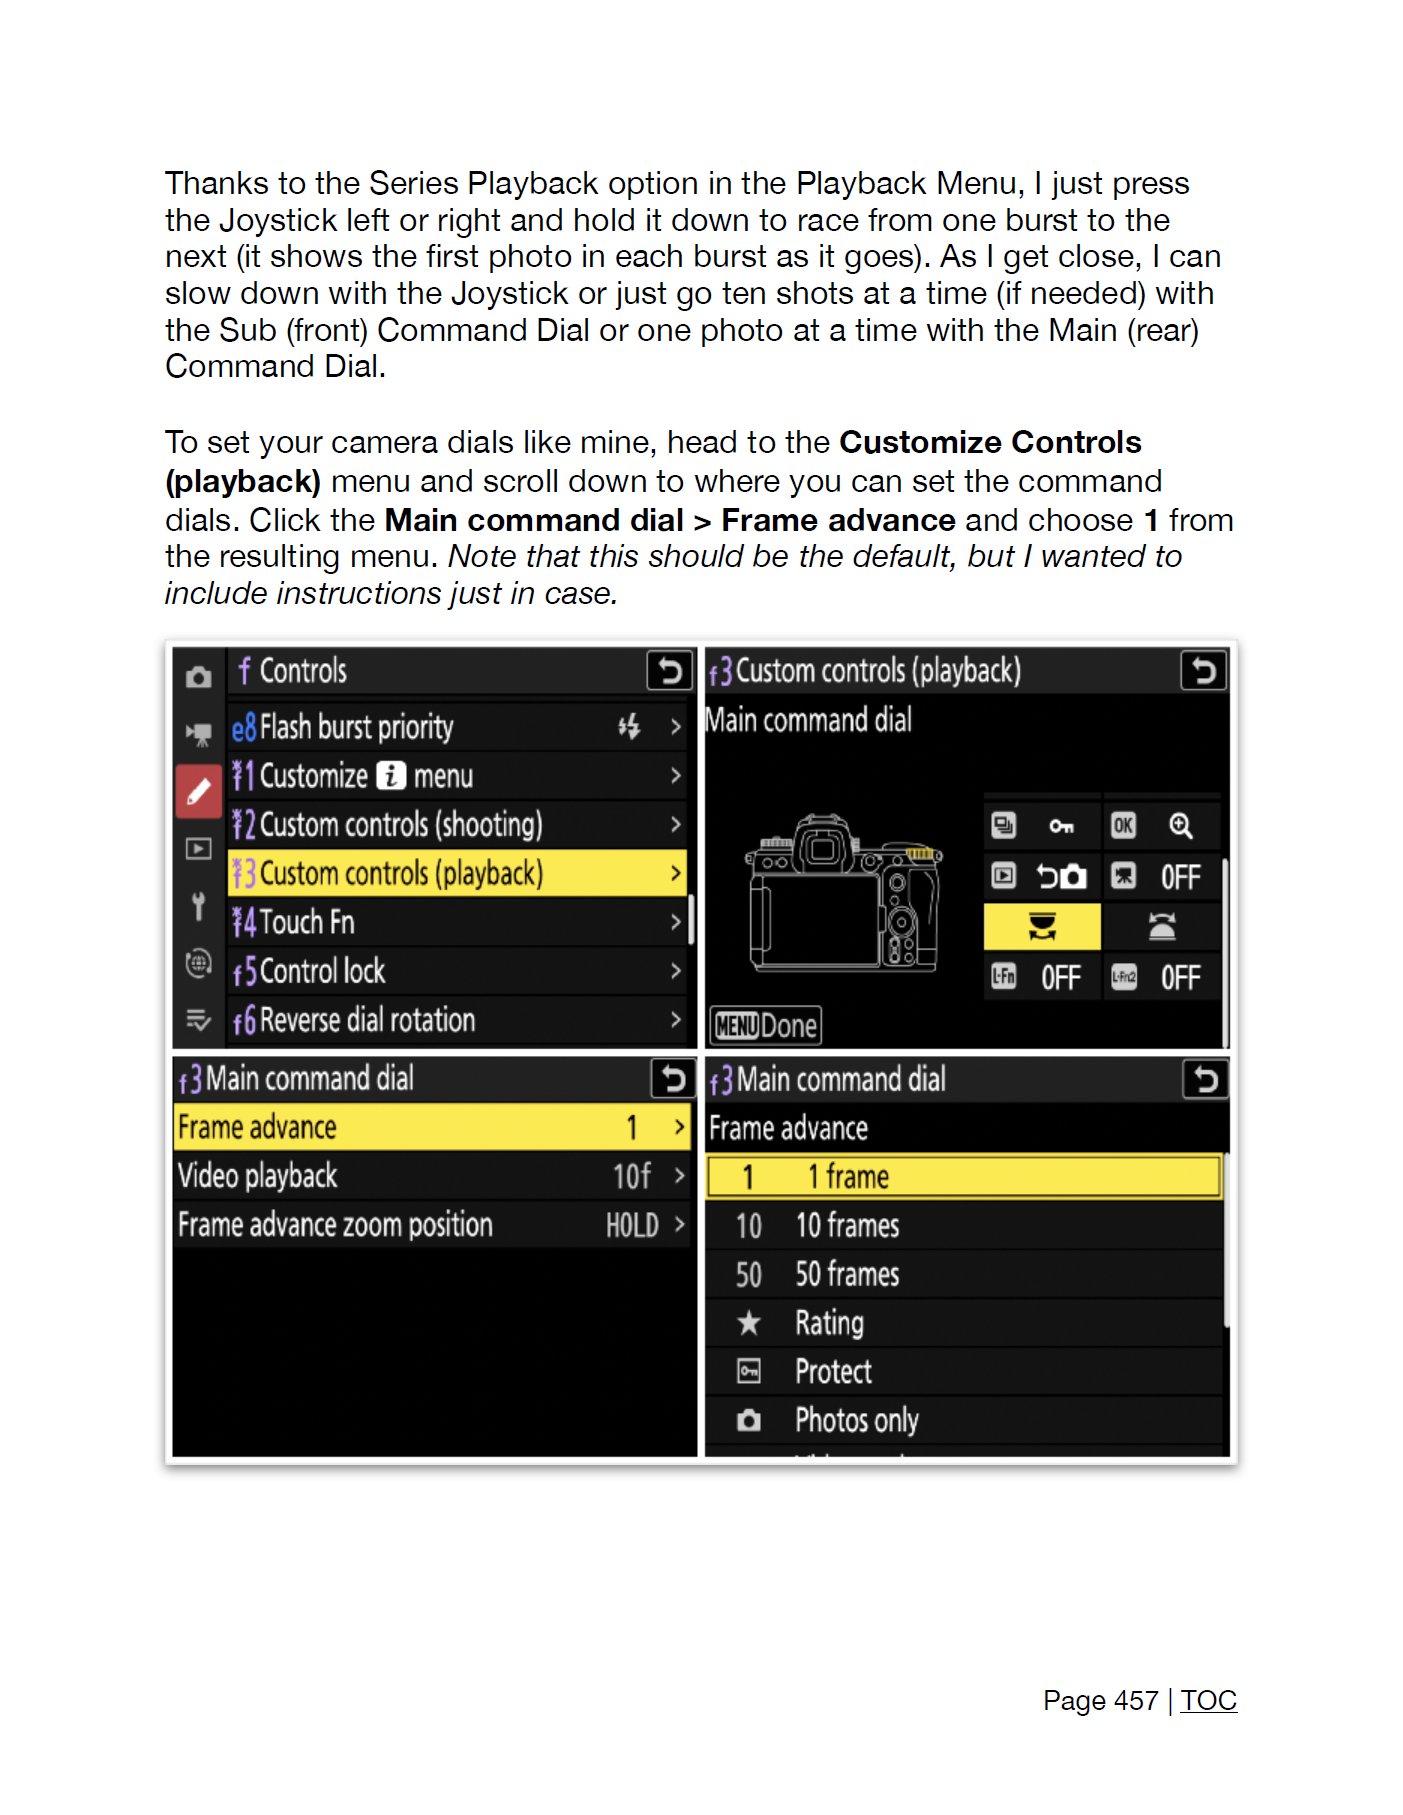 Thanks to the Series Playback option in the Playback Menu, I just press
the Joystick left or right and hold it down to race from one burst to the
next (it shows the first photo in each burst as it goes). As I get close, I can
slow down with the Joystick or just go ten shots at a time (if needed) with
the Sub (front) Command Dial or one photo at a time with the Main (rear)
Command Dial.
To set your camera dials like mine, head to the Customize Controls
(playback) menu and scroll down to where you can set the command
dials. Click the Main command dial > Frame advance and choose 1 from
the resulting menu. Note that this should be the default, but I wanted to
include instructions just in case.
f Controls
e8 Flash burst priority
f1 Customize i menu
f2 Custom controls (shooting)
f3 Custom controls (playback)
f4 Touch Fn
f5 Control lock
f6 Reverse dial rotation
f3 Custom controls (playback)
Main command dial
OK
OFF
L-Fn OFF L-Fn2 OFF
MENU Done
f3 Main command dial
Frame advance 1
Video playback 10f
Frame advance zoom position HOLD
f3 Main command dial
Frame advance
1 1 frame
10 10 frames
50 50 frames
Rating
Protect
Photos only
Page 457 | TOC